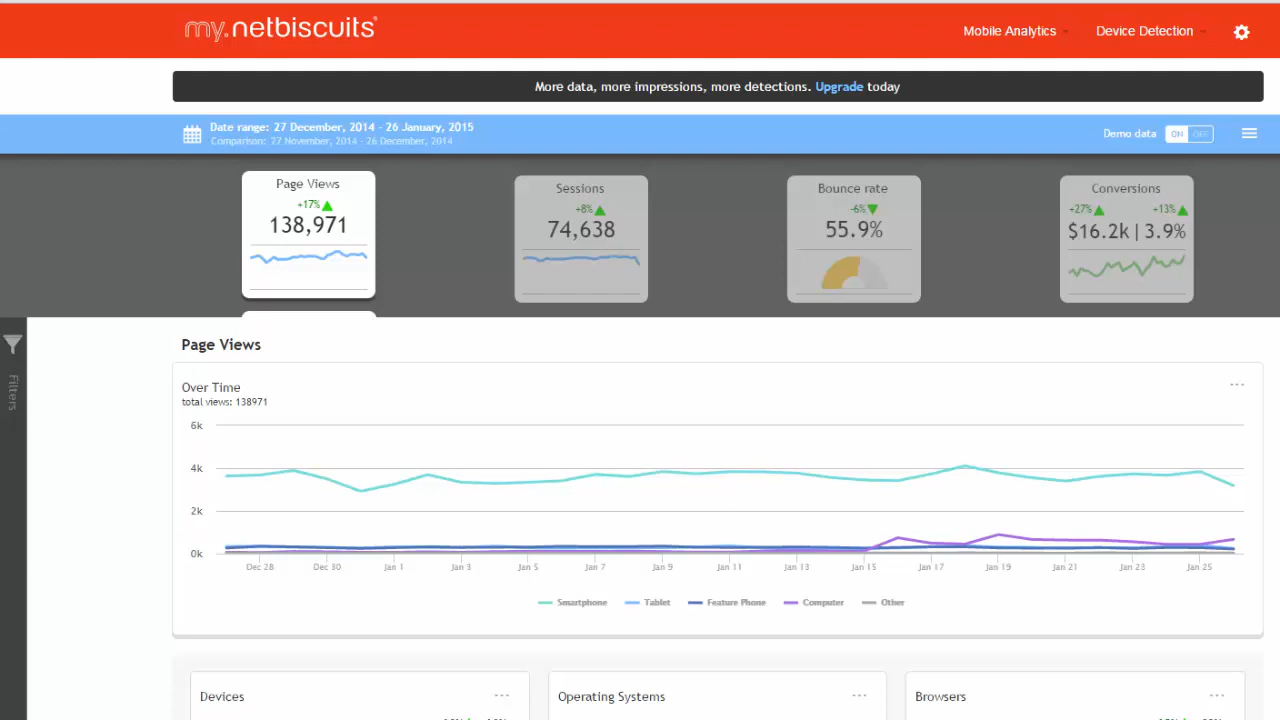 my.netbiscuits
Mobile Analytics
Device Detection
More data, more impressions, more detections. Upgrade today
Date range: 27 December, 2014 - 26 January, 2015
Comparison: 27 November, 2014 - 26 December, 2014
Demo data ON OFF
Page Views
+17%
138,971
Sessions
+8%
74,638
Bounce rate
-6%
55.9%
Conversions
+27% +13%
$16.2k | 3.9%
Filters
Page Views
Over Time
total views: 138971
6k
4k
2k
0k
Dec 28 Dec 30 Jan 1 Jan 3 Jan 5 Jan 7 Jan 9 Jan 11 Jan 13 Jan 15 Jan 17 Jan 19 Jan 21 Jan 23 Jan 25
Smartphone Tablet Feature Phone Computer Other
Devices
Operating Systems
Browsers